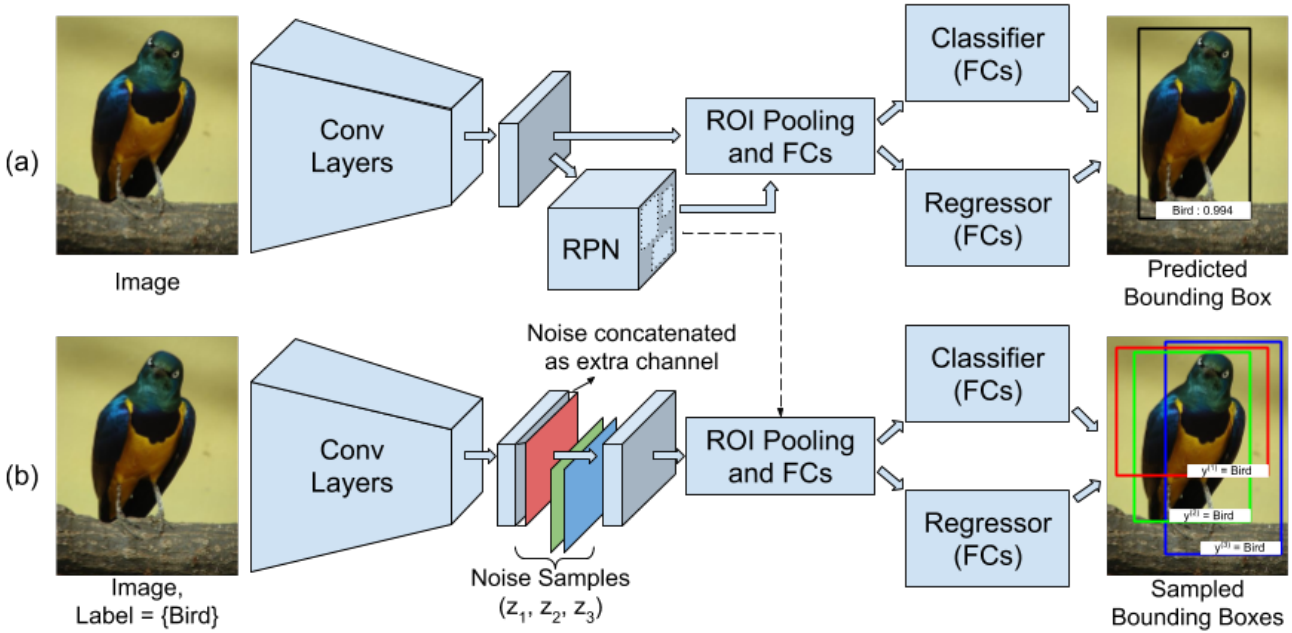 (a)
Image
Conv
Layers
RPN
ROI Pooling
and FCs
Classifier
(FCs)
Regressor
(FCs)
Bird : 0.994
Predicted
Bounding Box
(b)
Image,
Label = {Bird}
Conv
Layers
Noise concatenated
as extra channel
Noise Samples
(z₁, z₂, z₃)
ROI Pooling
and FCs
Classifier
(FCs)
Regressor
(FCs)
y⁽¹⁾ = Bird
y⁽²⁾ = Bird
y⁽³⁾ = Bird
Sampled
Bounding Boxes